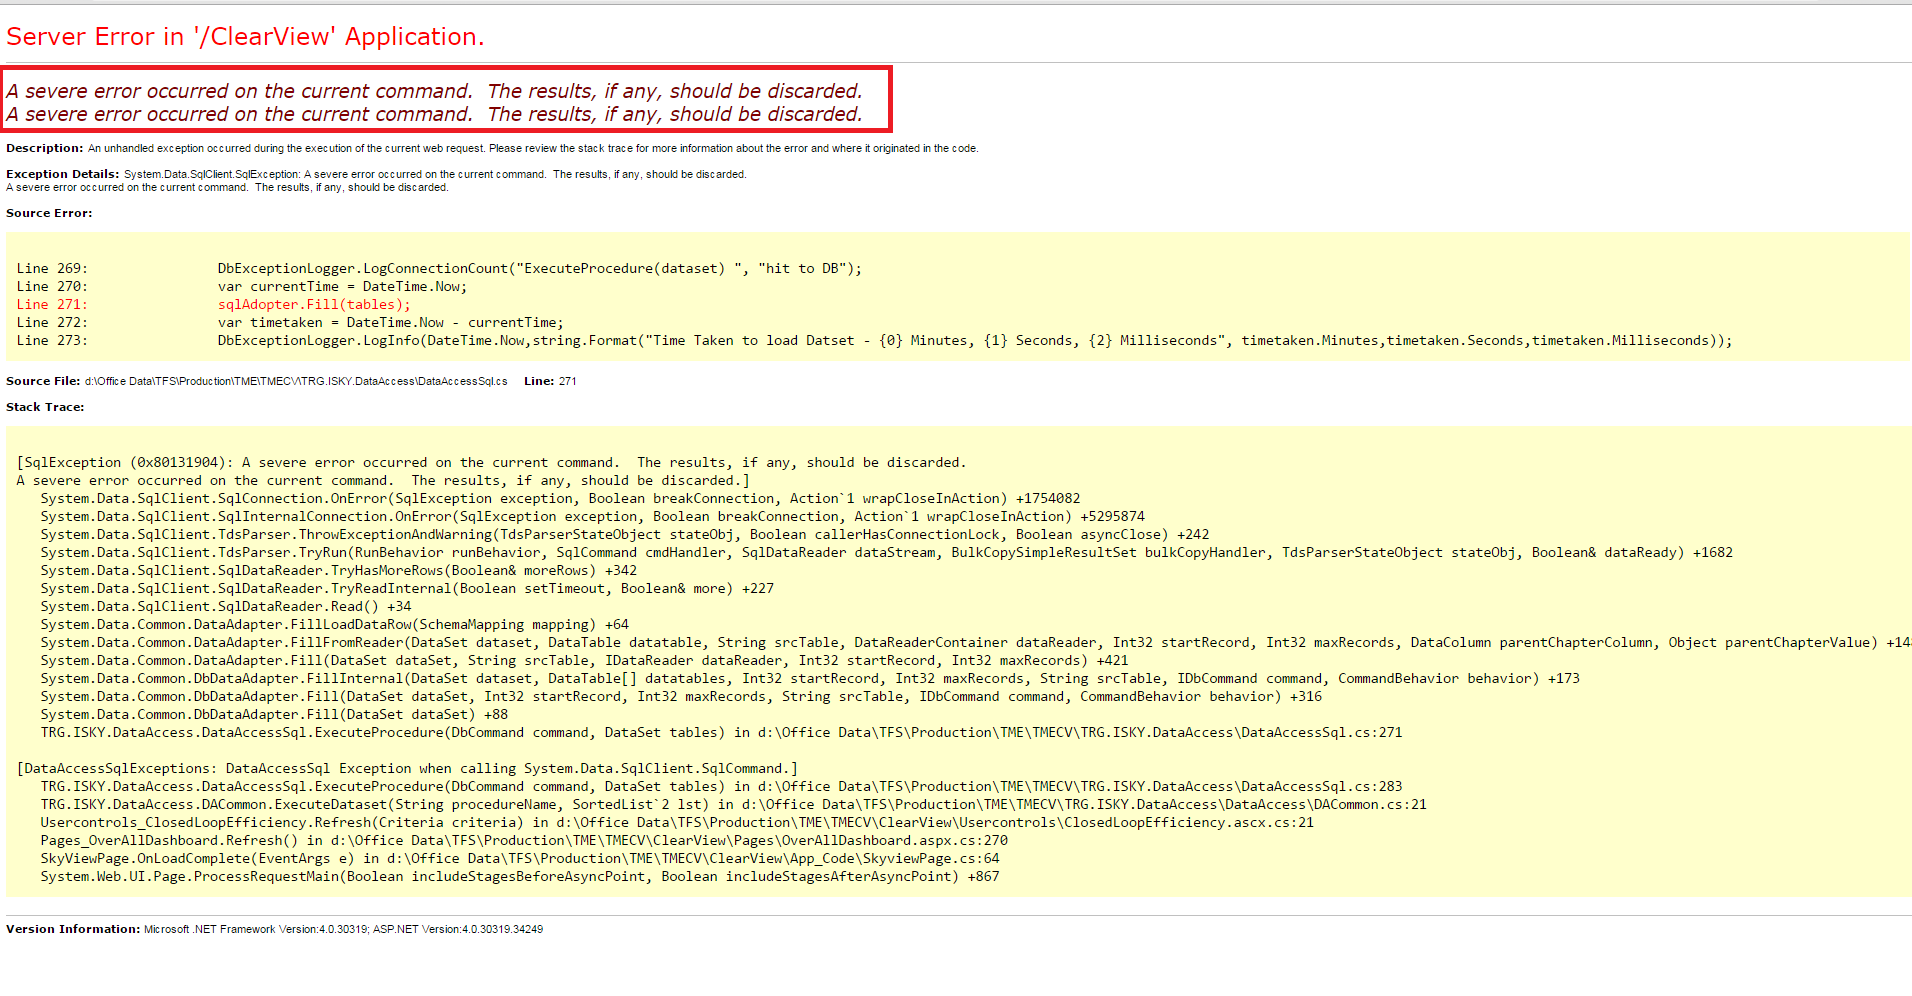 Server Error in '/ClearView' Application.
A severe error occurred on the current command.  The results, if any, should be discarded.
A severe error occurred on the current command.  The results, if any, should be discarded.
Description: An unhandled exception occurred during the execution of the current web request. Please review the stack trace for more information about the error and where it originated in the code.
Exception Details: System.Data.SqlClient.SqlException: A severe error occurred on the current command.  The results, if any, should be discarded.
A severe error occurred on the current command.  The results, if any, should be discarded.
Source Error:
Line 269:                DbExceptionLogger.LogConnectionCount("ExecuteProcedure(dataset) ", "hit to DB");
Line 270:                var currentTime = DateTime.Now;
Line 271:                sqlAdopter.Fill(tables);
Line 272:                var timetaken = DateTime.Now - currentTime;
Line 273:                DbExceptionLogger.LogInfo(DateTime.Now,string.Format("Time Taken to load Datset - {0} Minutes, {1} Seconds, {2} Milliseconds", timetaken.Minutes,timetaken.Seconds,timetaken.Milliseconds));
Source File: d:\Office Data\TFS\Production\TME\TMECV\TRG.ISKY.DataAccess\DataAccessSql.cs    Line: 271
Stack Trace:
[SqlException (0x80131904): A severe error occurred on the current command.  The results, if any, should be discarded.
A severe error occurred on the current command.  The results, if any, should be discarded.]
   System.Data.SqlClient.SqlConnection.OnError(SqlException exception, Boolean breakConnection, Action`1 wrapCloseInAction) +1754082
   System.Data.SqlClient.SqlInternalConnection.OnError(SqlException exception, Boolean breakConnection, Action`1 wrapCloseInAction) +5295874
   System.Data.SqlClient.TdsParser.ThrowExceptionAndWarning(TdsParserStateObject stateObj, Boolean callerHasConnectionLock, Boolean asyncClose) +242
   System.Data.SqlClient.TdsParser.TryRun(RunBehavior runBehavior, SqlCommand cmdHandler, SqlDataReader dataStream, BulkCopySimpleResultSet bulkCopyHandler, TdsParserStateObject stateObj, Boolean& dataReady) +1682
   System.Data.SqlClient.SqlDataReader.TryHasMoreRows(Boolean& moreRows) +342
   System.Data.SqlClient.SqlDataReader.TryReadInternal(Boolean setTimeout, Boolean& more) +227
   System.Data.SqlClient.SqlDataReader.Read() +34
   System.Data.Common.DataAdapter.FillLoadDataRow(SchemaMapping mapping) +64
   System.Data.Common.DataAdapter.FillFromReader(DataSet dataset, DataTable datatable, String srcTable, DataReaderContainer dataReader, Int32 startRecord, Int32 maxRecords, DataColumn parentChapterColumn, Object parentChapterValue)
   System.Data.Common.DataAdapter.Fill(DataSet dataSet, String srcTable, IDataReader dataReader, Int32 startRecord, Int32 maxRecords) +421
   System.Data.Common.DbDataAdapter.FillInternal(DataSet dataset, DataTable[] datatables, Int32 startRecord, Int32 maxRecords, String srcTable, IDbCommand command, CommandBehavior behavior) +173
   System.Data.Common.DbDataAdapter.Fill(DataSet dataSet, Int32 startRecord, Int32 maxRecords, String srcTable, IDbCommand command, CommandBehavior behavior) +316
   System.Data.Common.DbDataAdapter.Fill(DataSet dataSet) +88
   TRG.ISKY.DataAccess.DataAccessSql.ExecuteProcedure(DbCommand command, DataSet tables) in d:\Office Data\TFS\Production\TME\TMECV\TRG.ISKY.DataAccess\DataAccessSql.cs:271
[DataAccessSqlExceptions: DataAccessSql Exception when calling System.Data.SqlClient.SqlCommand.]
   TRG.ISKY.DataAccess.DataAccessSql.ExecuteProcedure(DbCommand command, DataSet tables) in d:\Office Data\TFS\Production\TME\TMECV\TRG.ISKY.DataAccess\DataAccessSql.cs:283
   TRG.ISKY.DataAccess.DACommon.ExecuteDataset(String procedureName, SortedList`2 lst) in d:\Office Data\TFS\Production\TME\TMECV\TRG.ISKY.DataAccess\DataAccess\DACommon.cs:21
   Usercontrols_ClosedLoopEfficiency.Refresh(Criteria criteria) in d:\Office Data\TFS\Production\TME\TMECV\ClearView\Usercontrols\ClosedLoopEfficiency.ascx.cs:21
   Pages_OverAllDashboard.Refresh() in d:\Office Data\TFS\Production\TME\TMECV\ClearView\Pages\OverAllDashboard.aspx.cs:270
   SkyViewPage.OnLoadComplete(EventArgs e) in d:\Office Data\TFS\Production\TME\TMECV\ClearView\App_Code\SkyviewPage.cs:64
   System.Web.UI.Page.ProcessRequestMain(Boolean includeStagesBeforeAsyncPoint, Boolean includeStagesAfterAsyncPoint) +867
Version Information: Microsoft .NET Framework Version:4.0.30319; ASP.NET Version:4.0.30319.34249